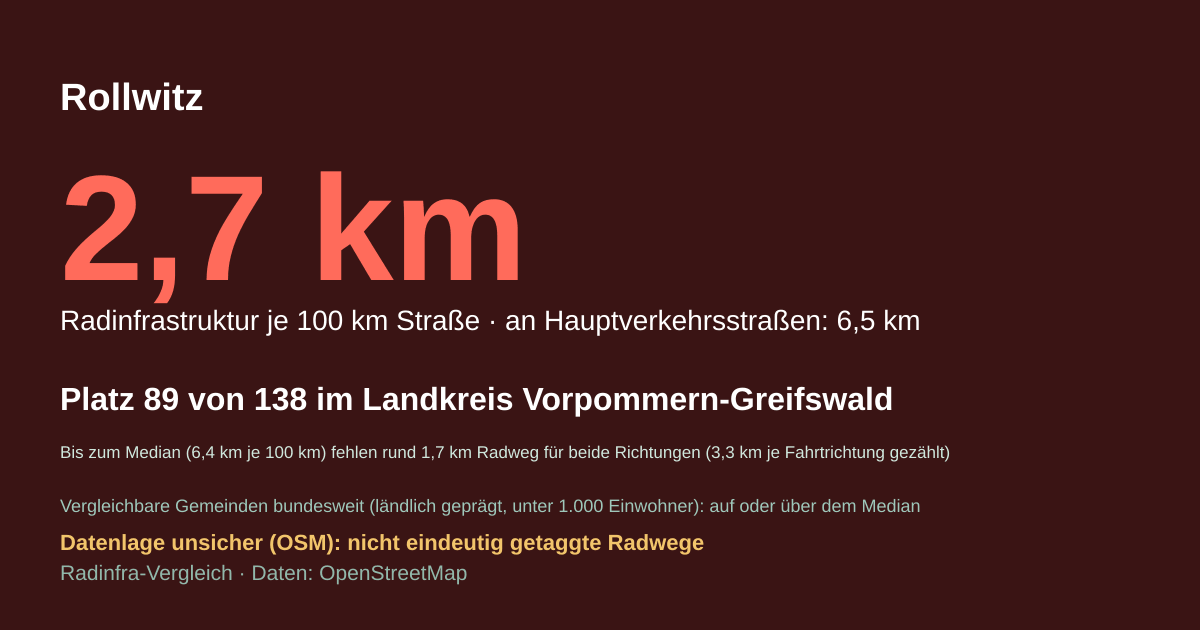 Rollwitz
2,7 km
Radinfrastruktur je 100 km Straße · an Hauptverkehrsstraßen: 6,5 km
Platz 89 von 138 im Landkreis Vorpommern-Greifswald
Bis zum Median (6,4 km je 100 km) fehlen rund 1,7 km Radweg für beide Richtungen (3,3 km je Fahrtrichtung gezählt)
Vergleichbare Gemeinden bundesweit (ländlich geprägt, unter 1.000 Einwohner): auf oder über dem Median
Datenlage unsicher (OSM): nicht eindeutig getaggte Radwege
Radinfra-Vergleich · Daten: OpenStreetMap